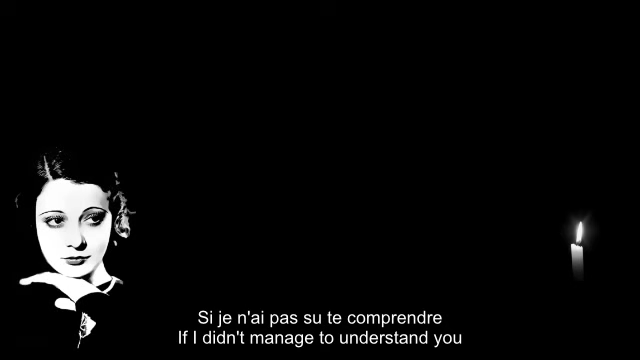 Si je n'ai pas su te comprendre
If I didn't manage to understand you